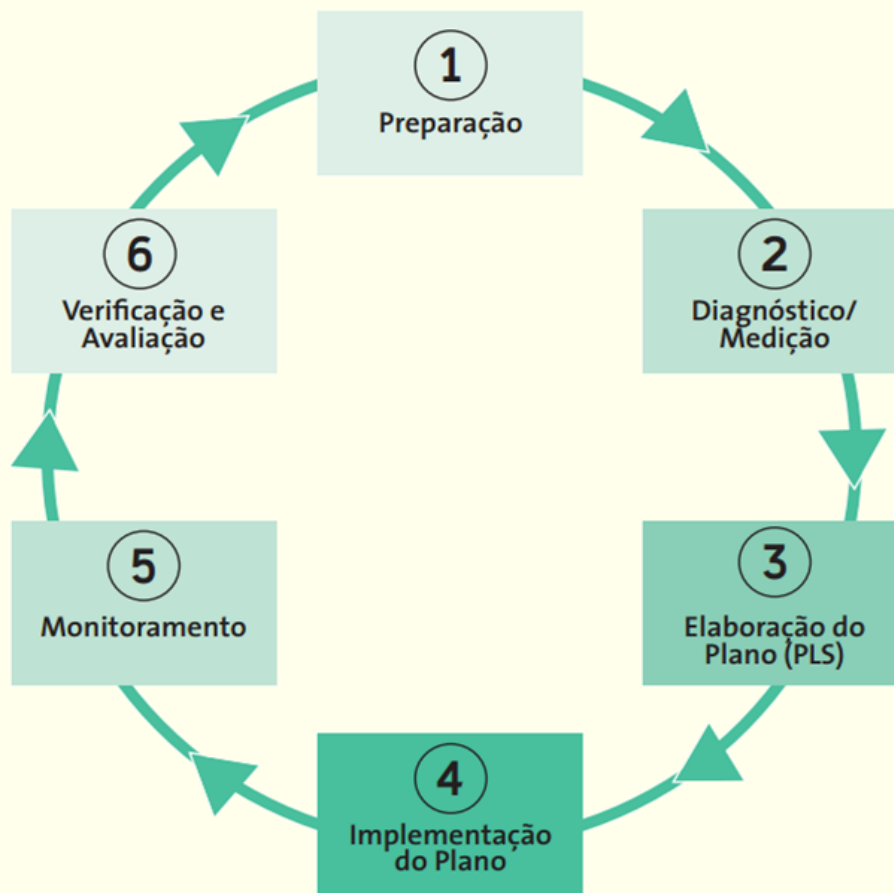 1
Preparação
2
Diagnóstico/
Medição
3
Elaboração do
Plano (PLS)
4
Implementação
do Plano
5
Monitoramento
6
Verificação e
Avaliação